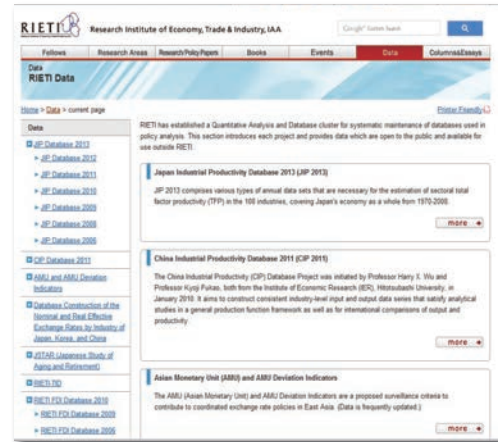 RIETI Research Institute of Economy, Trade & Industry, IAA
Google Custom Search
Fellows Research Areas Research/Policy Papers Books Events Data Columns&Essays
Data
RIETI Data
Home > Data > current page
Printer Friendly
Data
JIP Database 2013
JIP Database 2012
JIP Database 2011
JIP Database 2010
JIP Database 2009
JIP Database 2008
JIP Database 2006
CIP Database 2011
AMU and AMU Deviation
Indicators
Database Construction of the
Nominal and Real Effective
Exchange Rates by Industry of
Japan, Korea, and China
JSTAR (Japanese Study of
Aging and Retirement)
RIETI-TID
RIETI FDI Database 2010
RIETI FDI Database 2009
RIETI FDI Database 2006
RIETI has established a Quantitative Analysis and Database cluster for systematic maintenance of databases used in
policy analysis. This section introduces each project and provides data which are open to the public and available for
use outside RIETI.
Japan Industrial Productivity Database 2013 (JIP 2013)
JIP 2013 comprises various types of annual data sets that are necessary for the estimation of sectoral total
factor productivity (TFP) in the 108 industries, covering Japan's economy as a whole from 1970-2000.
more
China Industrial Productivity Database 2011 (CIP 2011)
The China Industrial Productivity (CIP) Database Project was initiated by Professor Harry X. Wu and
Professor Kyoji Fukao, both from the Institute of Economic Research (IER), Hitotsubashi University, in
January 2010. It aims to construct consistent industry-level input and output data series that satisfy analytical
studies in a general production function framework as well as for international comparisons of output and
productivity.
more
Asian Monetary Unit (AMU) and AMU Deviation Indicators
The AMU (Asian Monetary Unit) and AMU Deviation Indicators are a proposed surveillance criteria to
contribute to coordinated exchange rate policies in East Asia. (Data is frequently updated.)
more